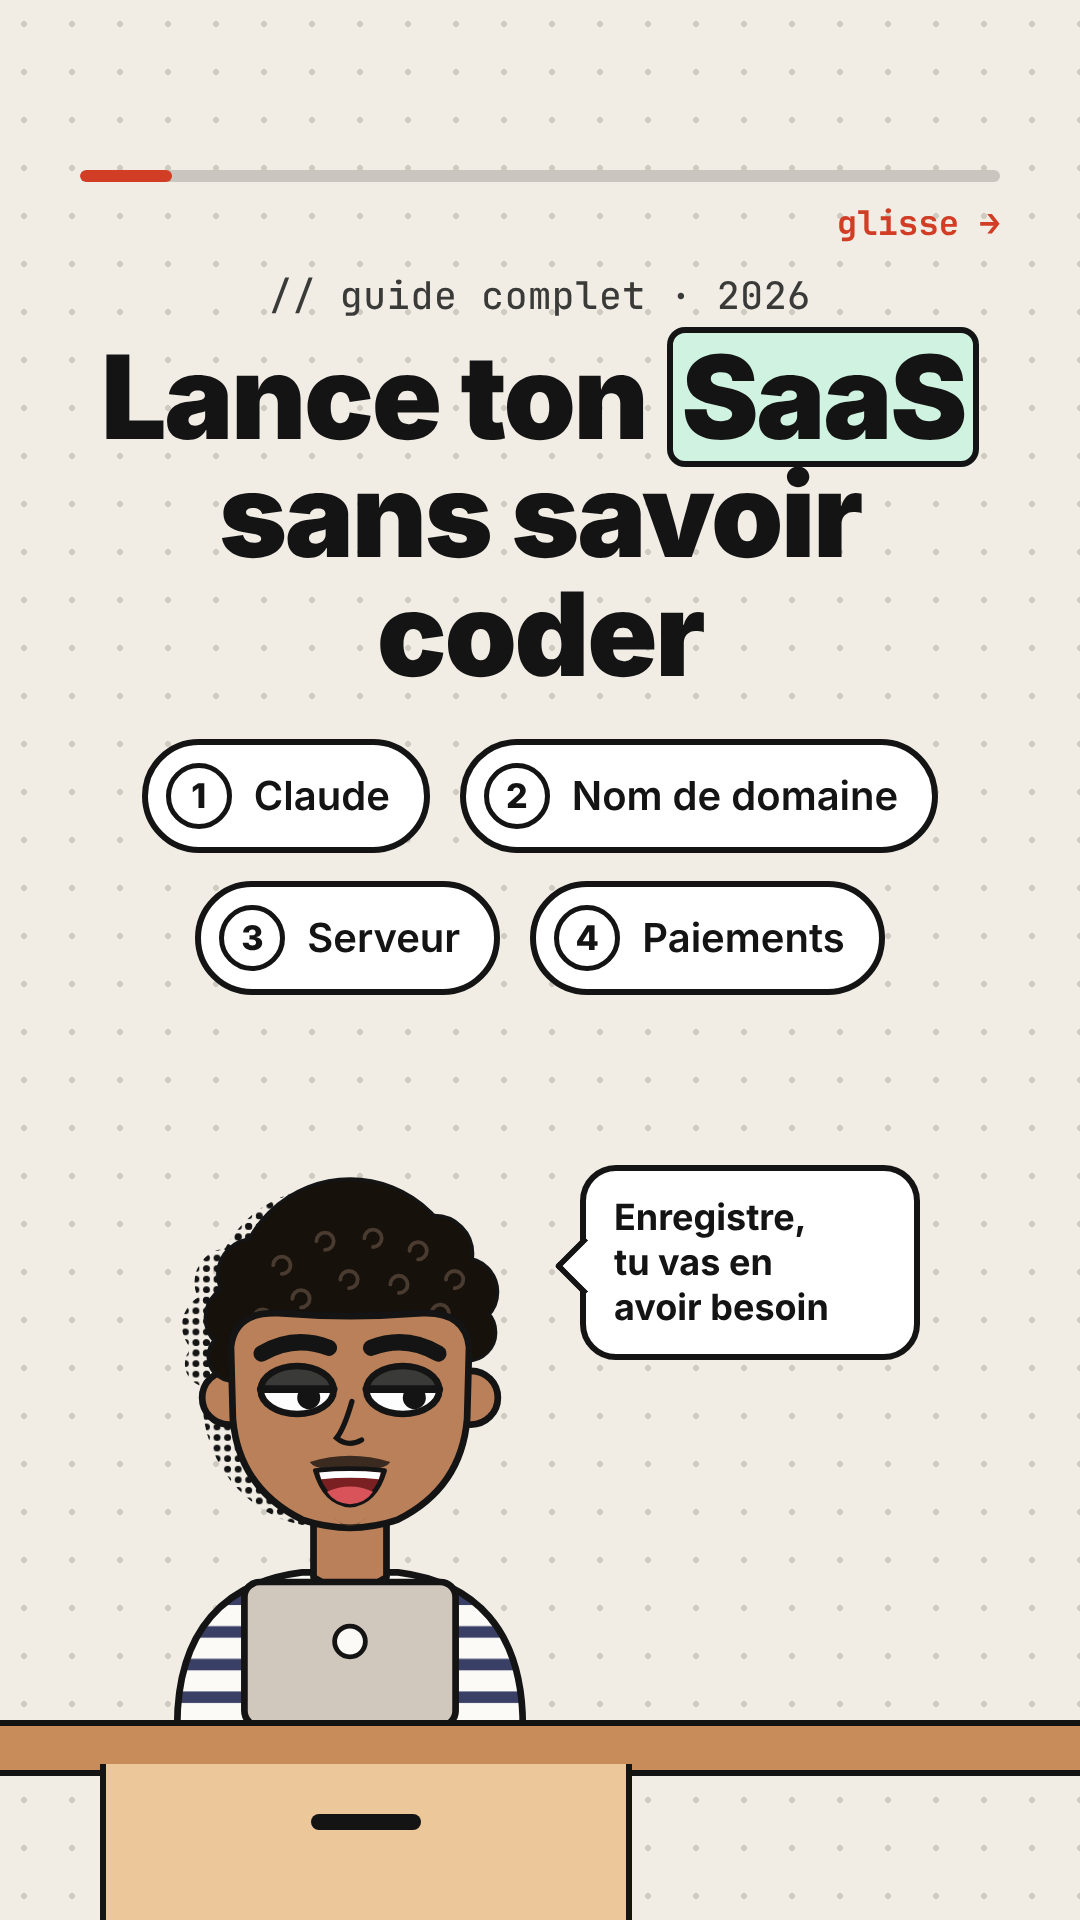 glisse →
// guide complet · 2026
Lance ton SaaS
sans savoir
coder
1 Claude
2 Nom de domaine
3 Serveur
4 Paiements
Enregistre,
tu vas en
avoir besoin